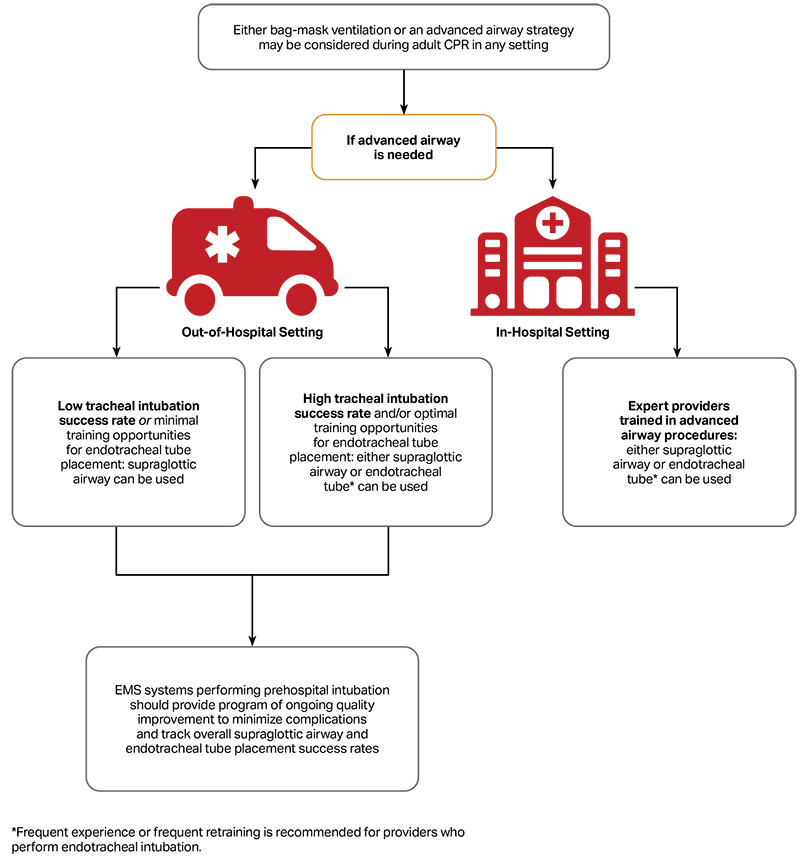 Either bag-mask ventilation or an advanced airway strategy
may be considered during adult CPR in any setting
If advanced airway
is needed
Out-of-Hospital Setting
In-Hospital Setting
Low tracheal intubation
success rate or minimal
training opportunities
for endotracheal tube
placement: supraglottic
airway can be used
High tracheal intubation
success rate and/or optimal
training opportunities
for endotracheal tube
placement: either supraglottic
airway or endotracheal
tube* can be used
Expert providers
trained in advanced
airway procedures:
either supraglottic
airway or endotracheal
tube* can be used
EMS systems performing prehospital intubation
should provide program of ongoing quality
improvement to minimize complications
and track overall supraglottic airway and
endotracheal tube placement success rates
*Frequent experience or frequent retraining is recommended for providers who
perform endotracheal intubation.